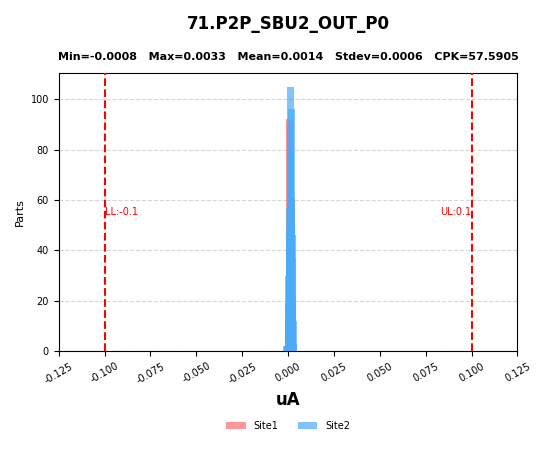 71.P2P_SBU2_OUT_P0
Min=-0.0008 Max=0.0033 Mean=0.0014 Stdev=0.0006 CPK=57.5905
100
80
60
40
20
0
Parts
LL:-0.1
UL:0.1
-0.125 -0.100 -0.075 -0.050 -0.025 0.000 0.025 0.050 0.075 0.100 0.125
uA
Site1 Site2